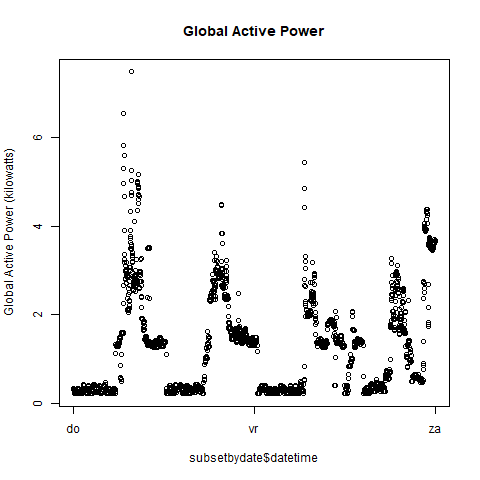 Global Active Power
Global Active Power (kilowatts)
6
4
2
0
do vr za
subsetbydate$datetime